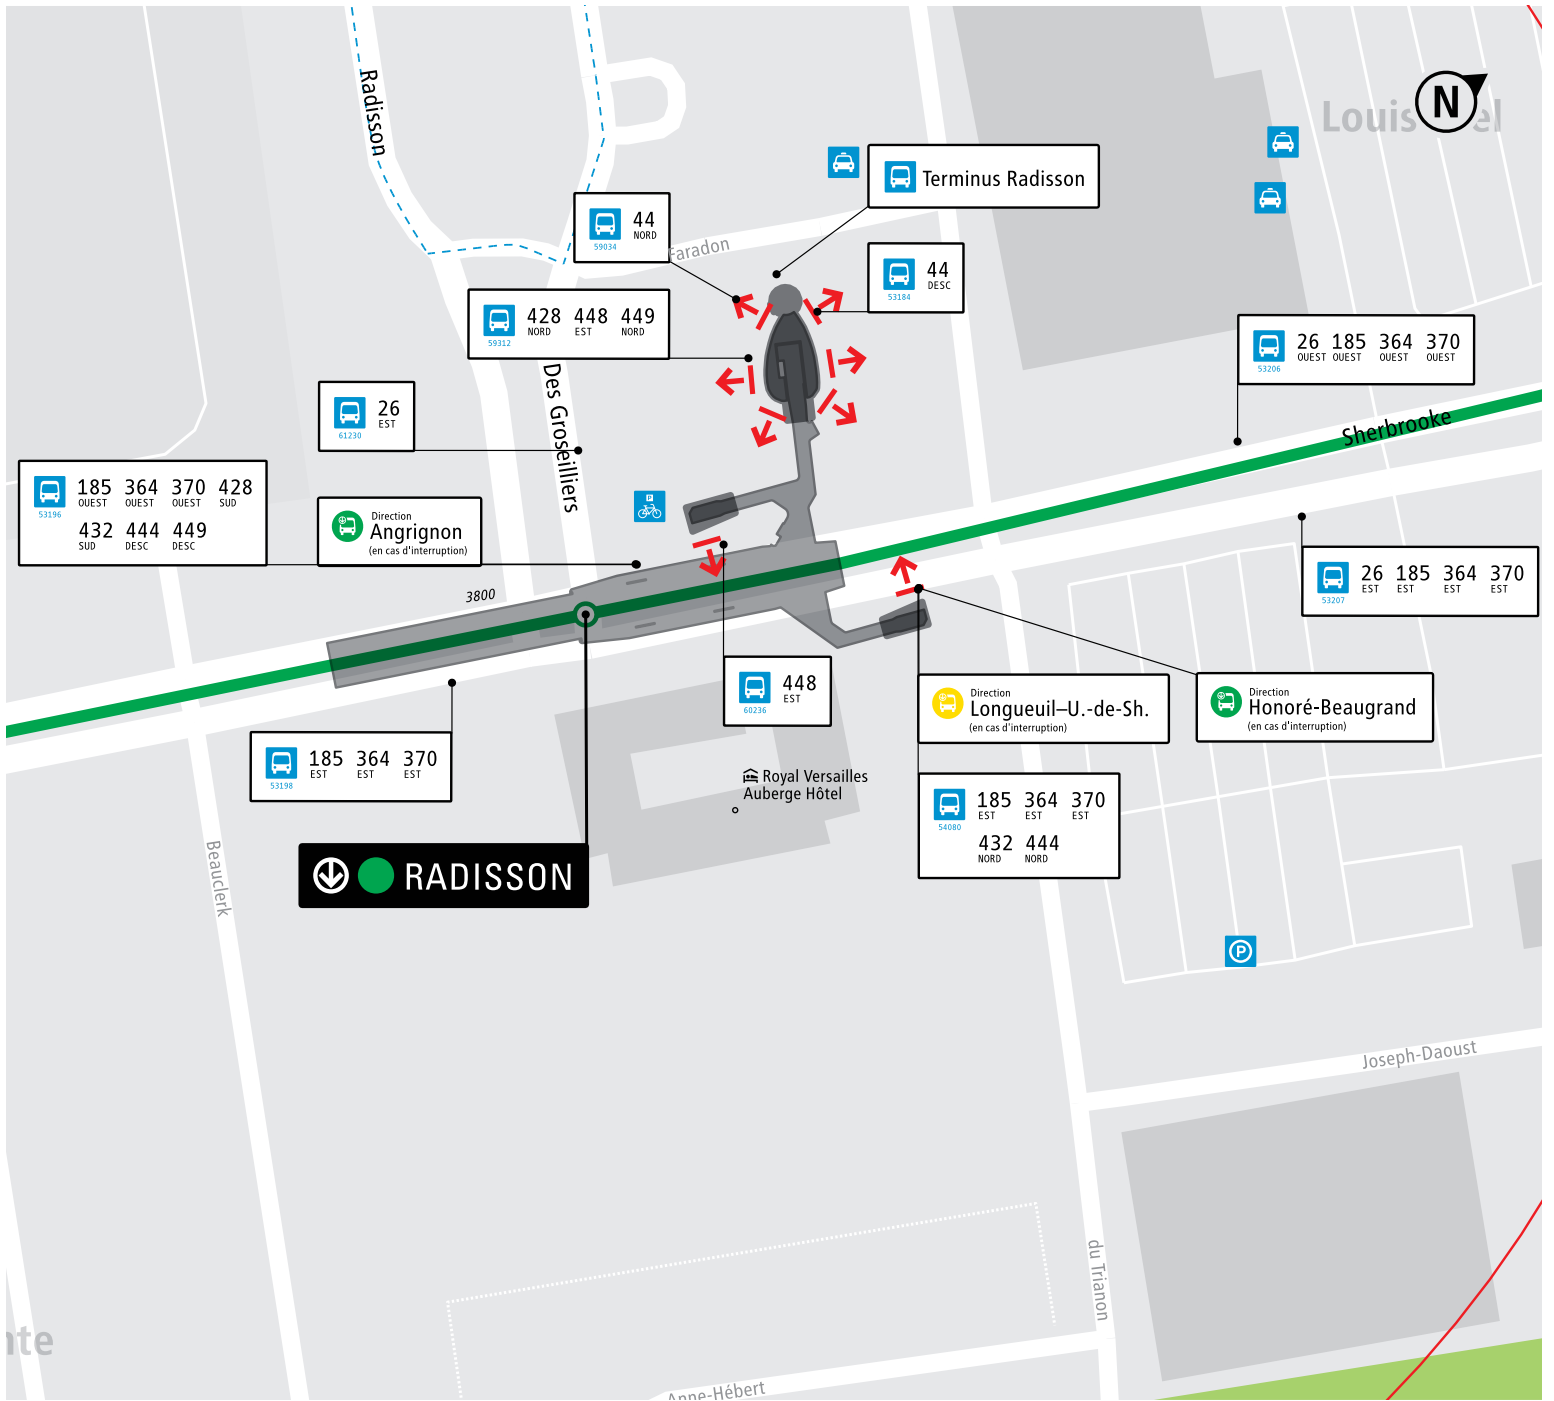 Radisson
N
Louis
el
Terminus Radisson
44
NORD
59034
Faradon
44
DESC
53184
428 448 449
NORD EST NORD
59312
26 185 364 370
OUEST OUEST OUEST OUEST
53206
Des Groseilliers
26
EST
61230
Sherbrooke
185 364 370 428
OUEST OUEST OUEST SUD
53196
432 444 449
SUD DESC DESC
Direction
Angrignon
(en cas d'interruption)
P
26 185 364 370
EST EST EST EST
53207
3800
448
EST
60236
Direction
Longueuil–U.-de-Sh.
(en cas d'interruption)
Direction
Honoré-Beaugrand
(en cas d'interruption)
185 364 370
EST EST EST
53198
Royal Versailles
Auberge Hôtel
185 364 370
EST EST EST
54080
432 444
NORD NORD
RADISSON
Beauclerk
P
Joseph-Daoust
du Trianon
nte
Anne-Hébert